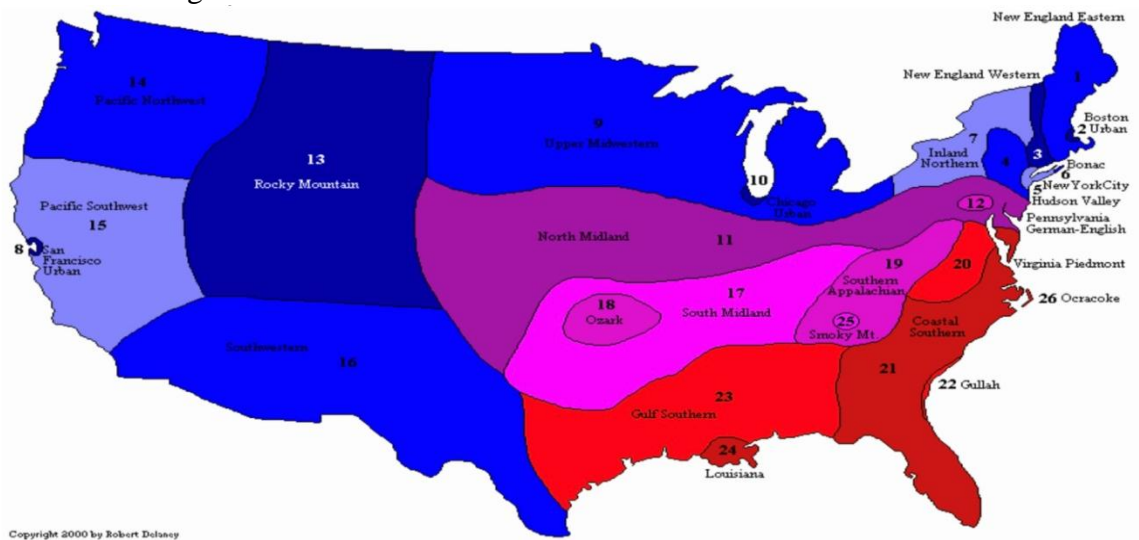 New England Eastern
14
Pacific Northwest
New England Western
1
9
Upper Midwestern
7
Inland
Northern
2
Boston
Urban
13
Rocky Mountain
4
3
Bonac
10
6
5
New York City
Chicago
Urban
12
Hudson Valley
Pacific Southwest
15
8
San
Francisco
Urban
North Midland
11
Pennsylvania
German-English
20
Virginia Piedmont
19
Southern
Appalachian
17
South Midland
18
Ozark
26 Ocracoke
25
Smoky Mt.
Coastal
Southern
Southwestern
16
21
22 Gullah
23
Gulf Southern
24
Louisiana
Copyright 2000 by Robert Delaney